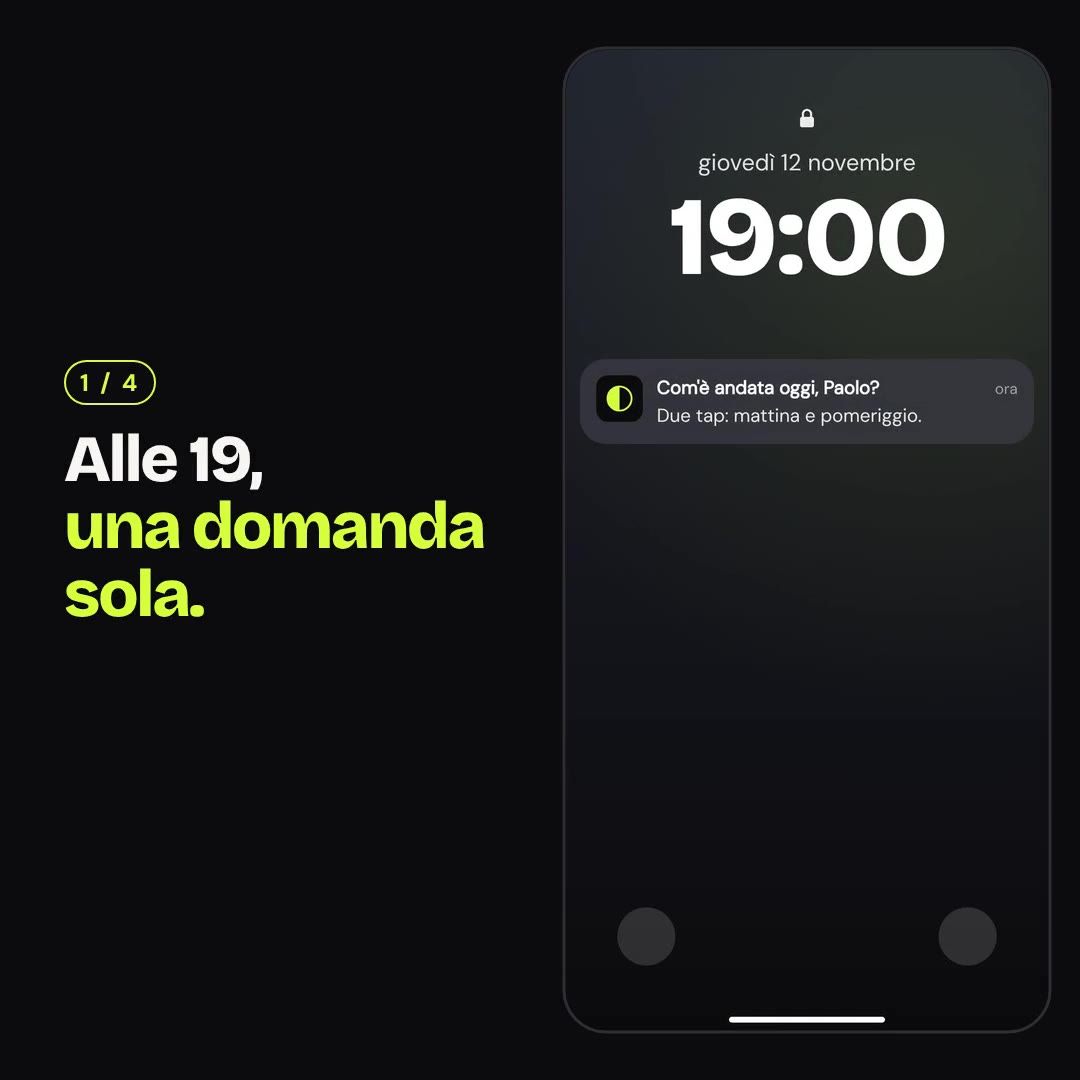 1 / 4
Alle 19,
una domanda
sola.
giovedì 12 novembre
19:00
Com'è andata oggi, Paolo?
ora
Due tap: mattina e pomeriggio.